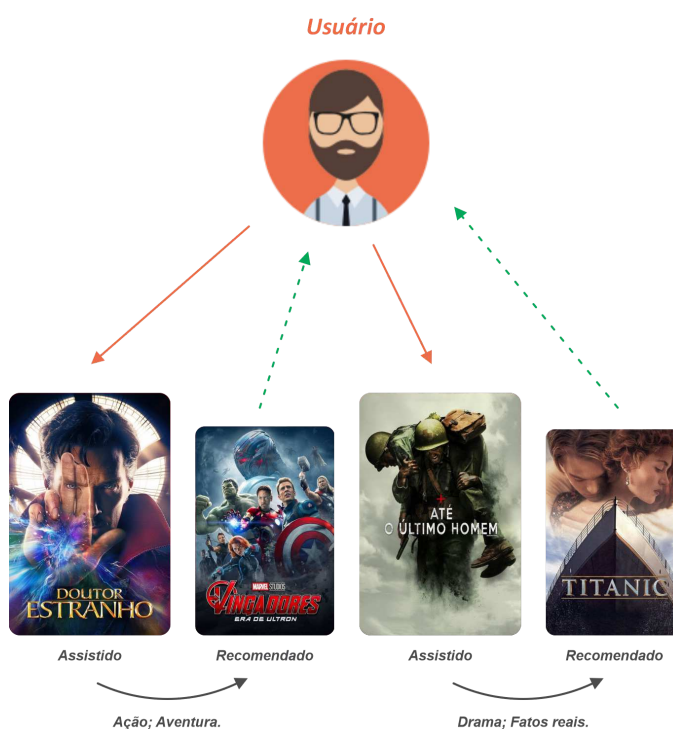 Usuário
DOUTOR
ESTRANHO
MARVEL STUDIOS
VINGADORES
ERA DE ULTRON
ATÉ
O ÚLTIMO HOMEM
TITANIC
Assistido
Recomendado
Assistido
Recomendado
Ação; Aventura.
Drama; Fatos reais.